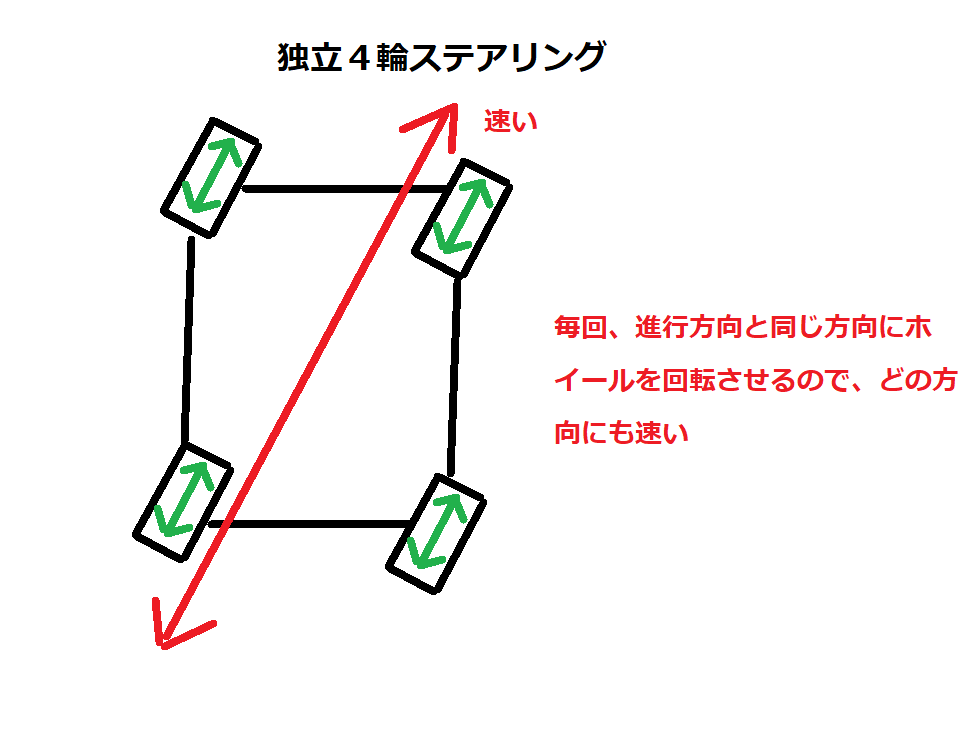 独立４輪ステアリング
速い
毎回、進行方向と同じ方向にホ
イールを回転させるので、どの方
向にも速い